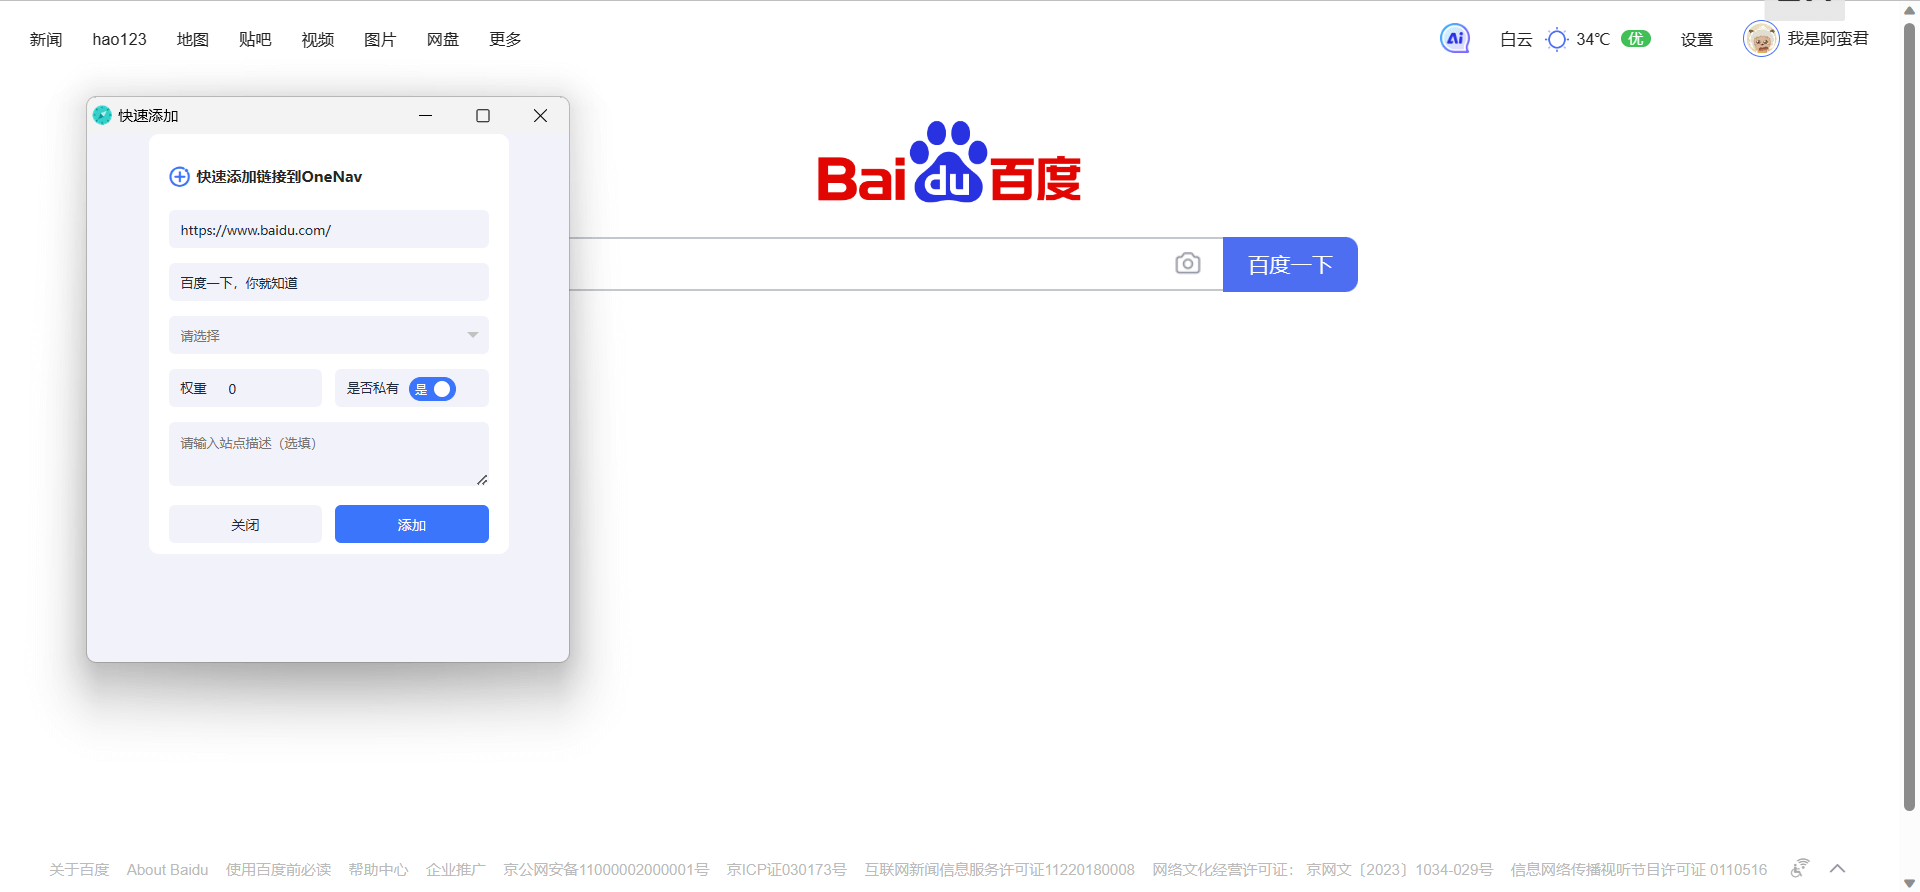 新闻 hao123 地图 贴吧 视频 图片 网盘 更多
Ai 白云 34℃ 优 设置 我是阿蛮君
快速添加
Bai du 百度
快速添加链接到OneNav
https://www.baidu.com/
百度一下
百度一下，你就知道
请选择
权重 0 是否私有 是
请输入站点描述（选填）
关闭 添加
关于百度 About Baidu 使用百度前必读 帮助中心 企业推广 京公网安备11000002000001号 京ICP证030173号 互联网新闻信息服务许可证11220180008 网络文化经营许可证： 京网文〔2023〕1034-029号 信息网络传播视听节目许可证 0110516